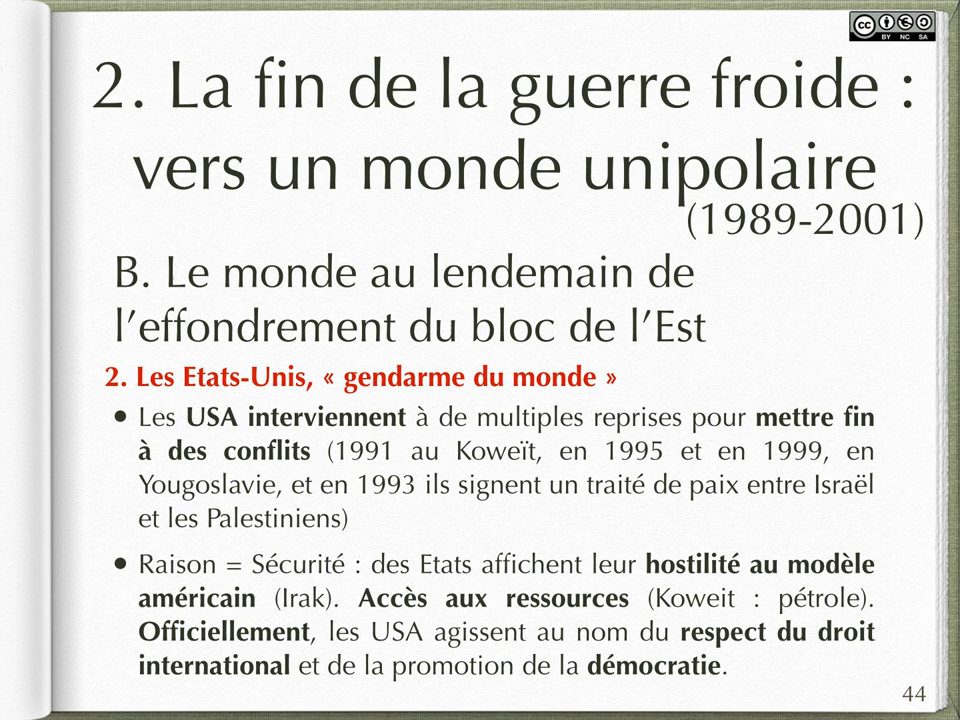 cc BY NC SA
2. La fin de la guerre froide :
vers un monde unipolaire
(1989-2001)
B. Le monde au lendemain de
l’effondrement du bloc de l’Est
2. Les Etats-Unis, « gendarme du monde »
• Les USA interviennent à de multiples reprises pour mettre fin
à des conflits (1991 au Koweït, en 1995 et en 1999, en
Yougoslavie, et en 1993 ils signent un traité de paix entre Israël
et les Palestiniens)
• Raison = Sécurité : des Etats affichent leur hostilité au modèle
américain (Irak). Accès aux ressources (Koweit : pétrole).
Officiellement, les USA agissent au nom du respect du droit
international et de la promotion de la démocratie.
44